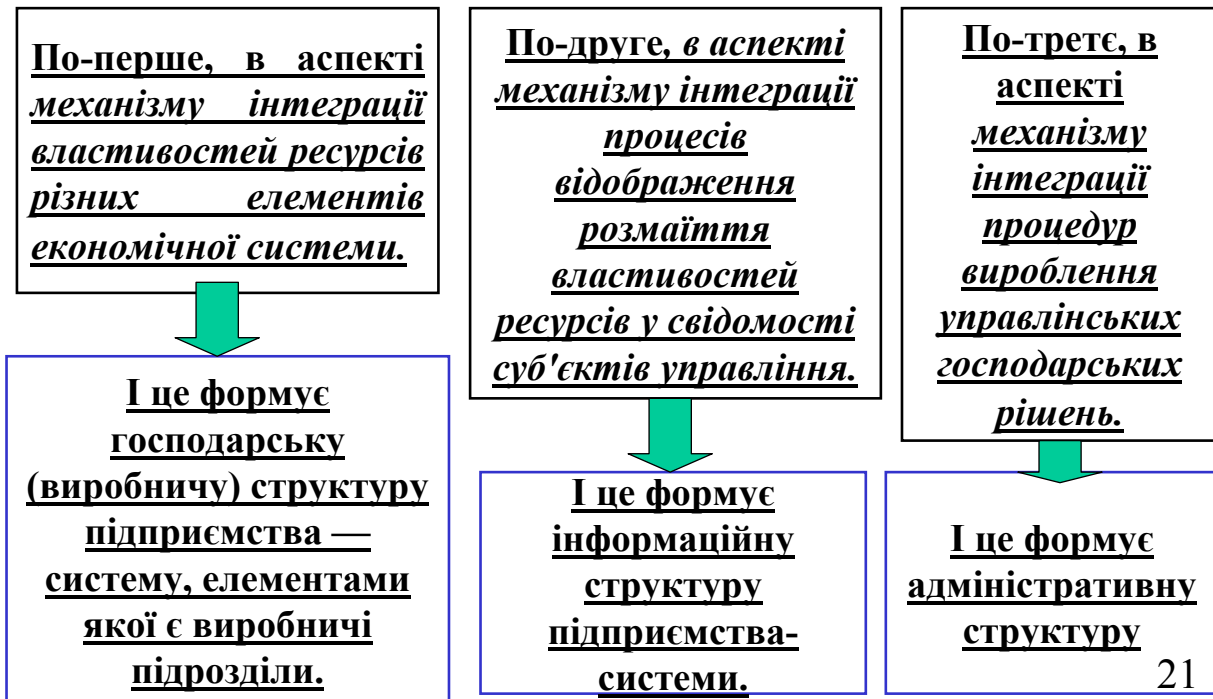 По-перше, в аспекті
механізму інтеграції
властивостей ресурсів
різних елементів
економічної системи.
І це формує
господарську
(виробничу) структуру
підприємства —
систему, елементами
якої є виробничі
підрозділи.
По-друге, в аспекті
механізму інтеграції
процесів
відображення
розмаїття
властивостей
ресурсів у свідомості
суб'єктів управління.
І це формує
інформаційну
структуру
підприємства-
системи.
По-третє, в
аспекті
механізму
інтеграції
процедур
вироблення
управлінських
господарських
рішень.
І це формує
адміністративну
структуру
21